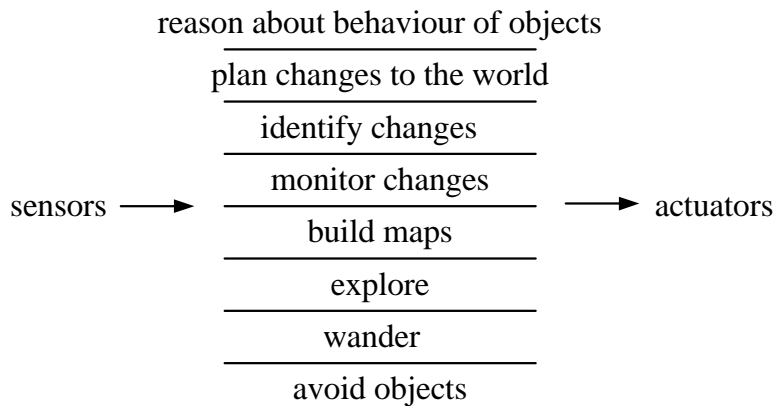 reason about behaviour of objects
plan changes to the world
identify changes
monitor changes
sensors
actuators
build maps
explore
wander
avoid objects